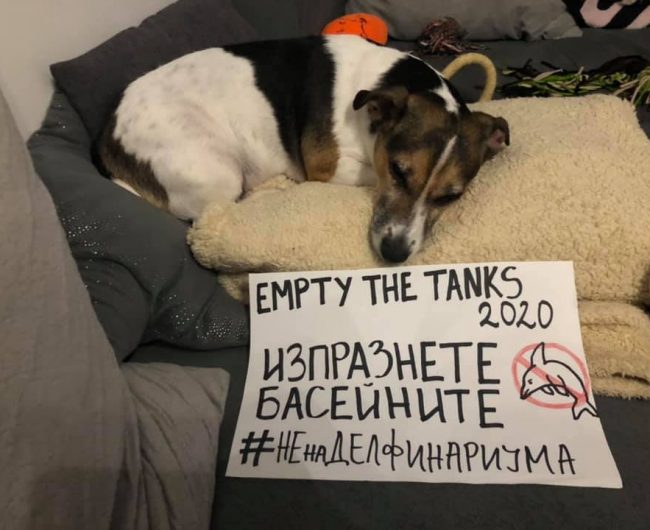 EMPTY THE TANKS
2020
ИЗПРАЗНЕТЕ
БАСЕЙНИТЕ
#НЕнаДЕЛФИНАРИУМА